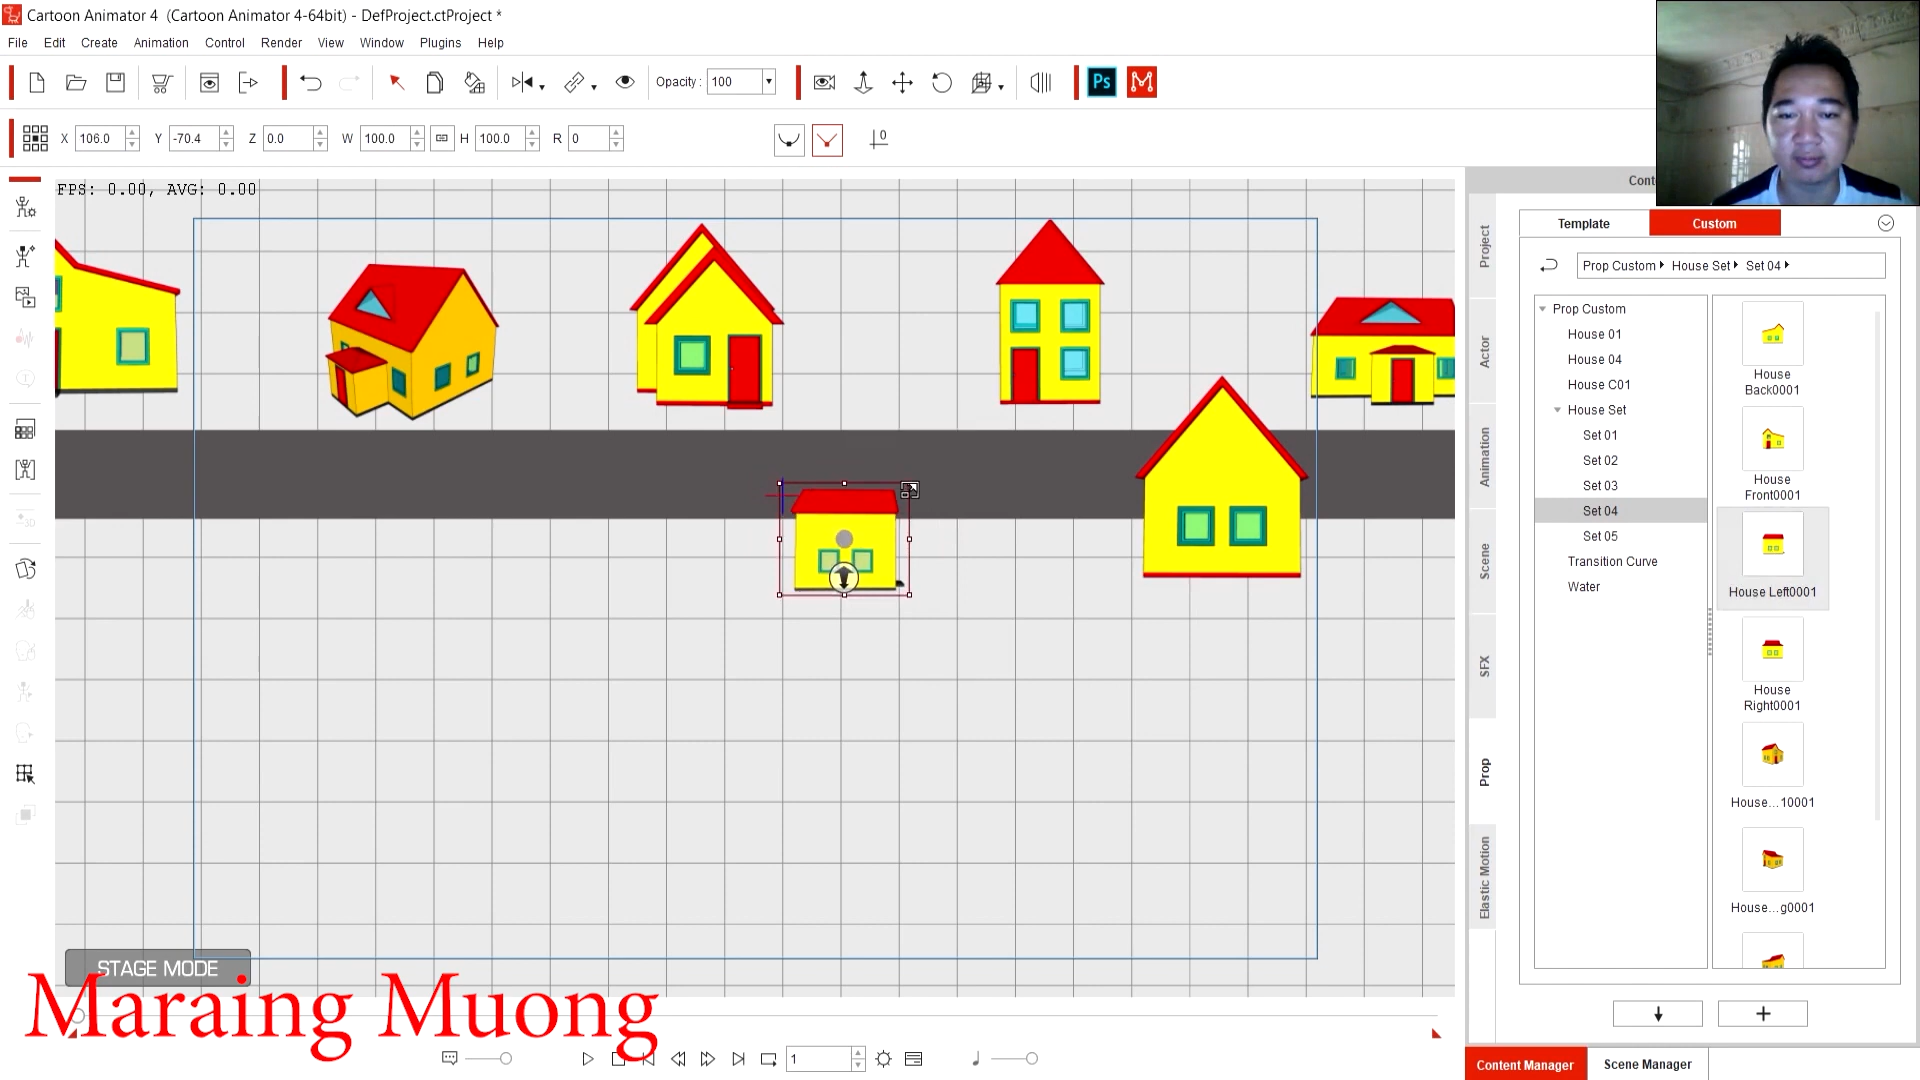 Cartoon Animator 4 (Cartoon Animator 4-64bit) - DefProject.ctProject *
File Edit Create Animation Control Render View Window Plugins Help
Opacity : 100
Ps
X 106.0 Y -70.4 Z 0.0 W 100.0 H 100.0 R 0
0
FPS: 0.00, AVG: 0.00
Cont
Template Custom
Prop Custom House Set Set 04
Prop Custom
House 01
House 04
House C01
House Set
Set 01
Set 02
Set 03
Set 04
Set 05
Transition Curve
Water
House
Back0001
House
Front0001
House Left0001
House
Right0001
House...10001
House...g0001
Project
Actor
Animation
Scene
SFX
Prop
Elastic Motion
3D
STAGE MODE
Maraing Muong
1
Content Manager Scene Manager